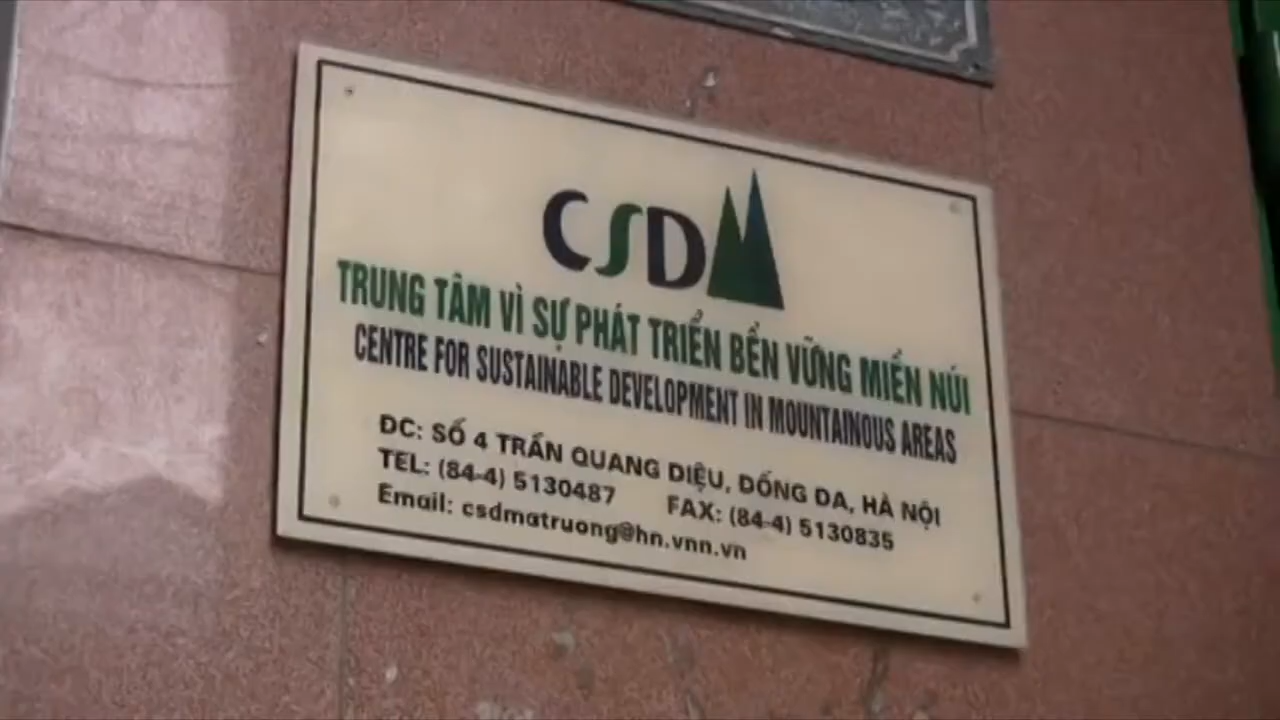 CSDM
TRUNG TÂM VÌ SỰ PHÁT TRIỂN BỀN VỮNG MIỀN NÚI
CENTRE FOR SUSTAINABLE DEVELOPMENT IN MOUNTAINOUS AREAS
ĐC: SỐ 4 TRẦN QUANG DIỆU, ĐỐNG ĐA, HÀ NỘI
TEL: (84-4) 5130487 FAX: (84-4) 5130835
Email: csdmatruong@hn.vnn.vn